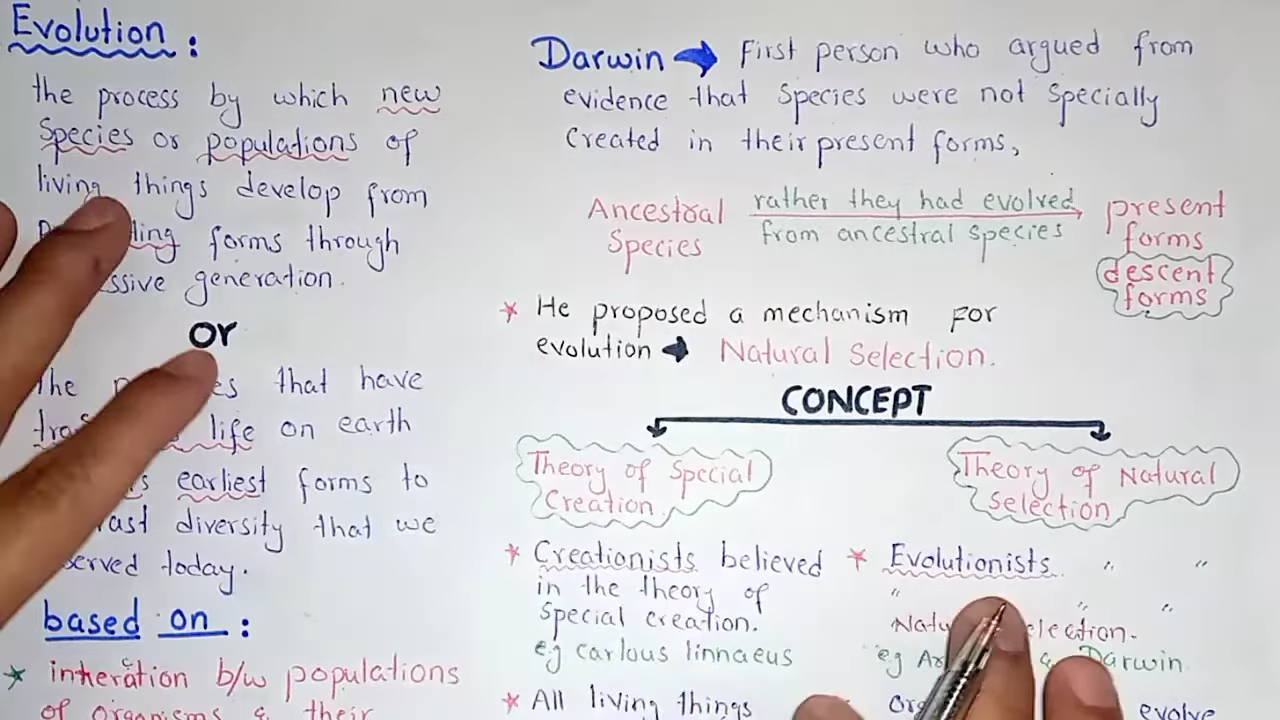 Evolution :
the process by which new
species or populations of
living things develop from
forms through
generation.
or
The that have
life on earth
earliest forms to
diversity that we
today.
based on :
* intheration b/w populations
of organisms & their
Darwin → First person who argued from
evidence that species were not specially
created in their present forms,
Ancestral
Species
rather they had evolved
from ancestral species
present
forms
descent
forms
* He proposed a mechanism for
evolution → Natural Selection.
CONCEPT
Theory of Special
Creation
* Creationists believed
in the theory of
special creation.
e.g carlous linnaeus
* All living things
Theory of Natural
selection
* Evolutionists " "
" " "
election.
e.g & Darwin
evolve